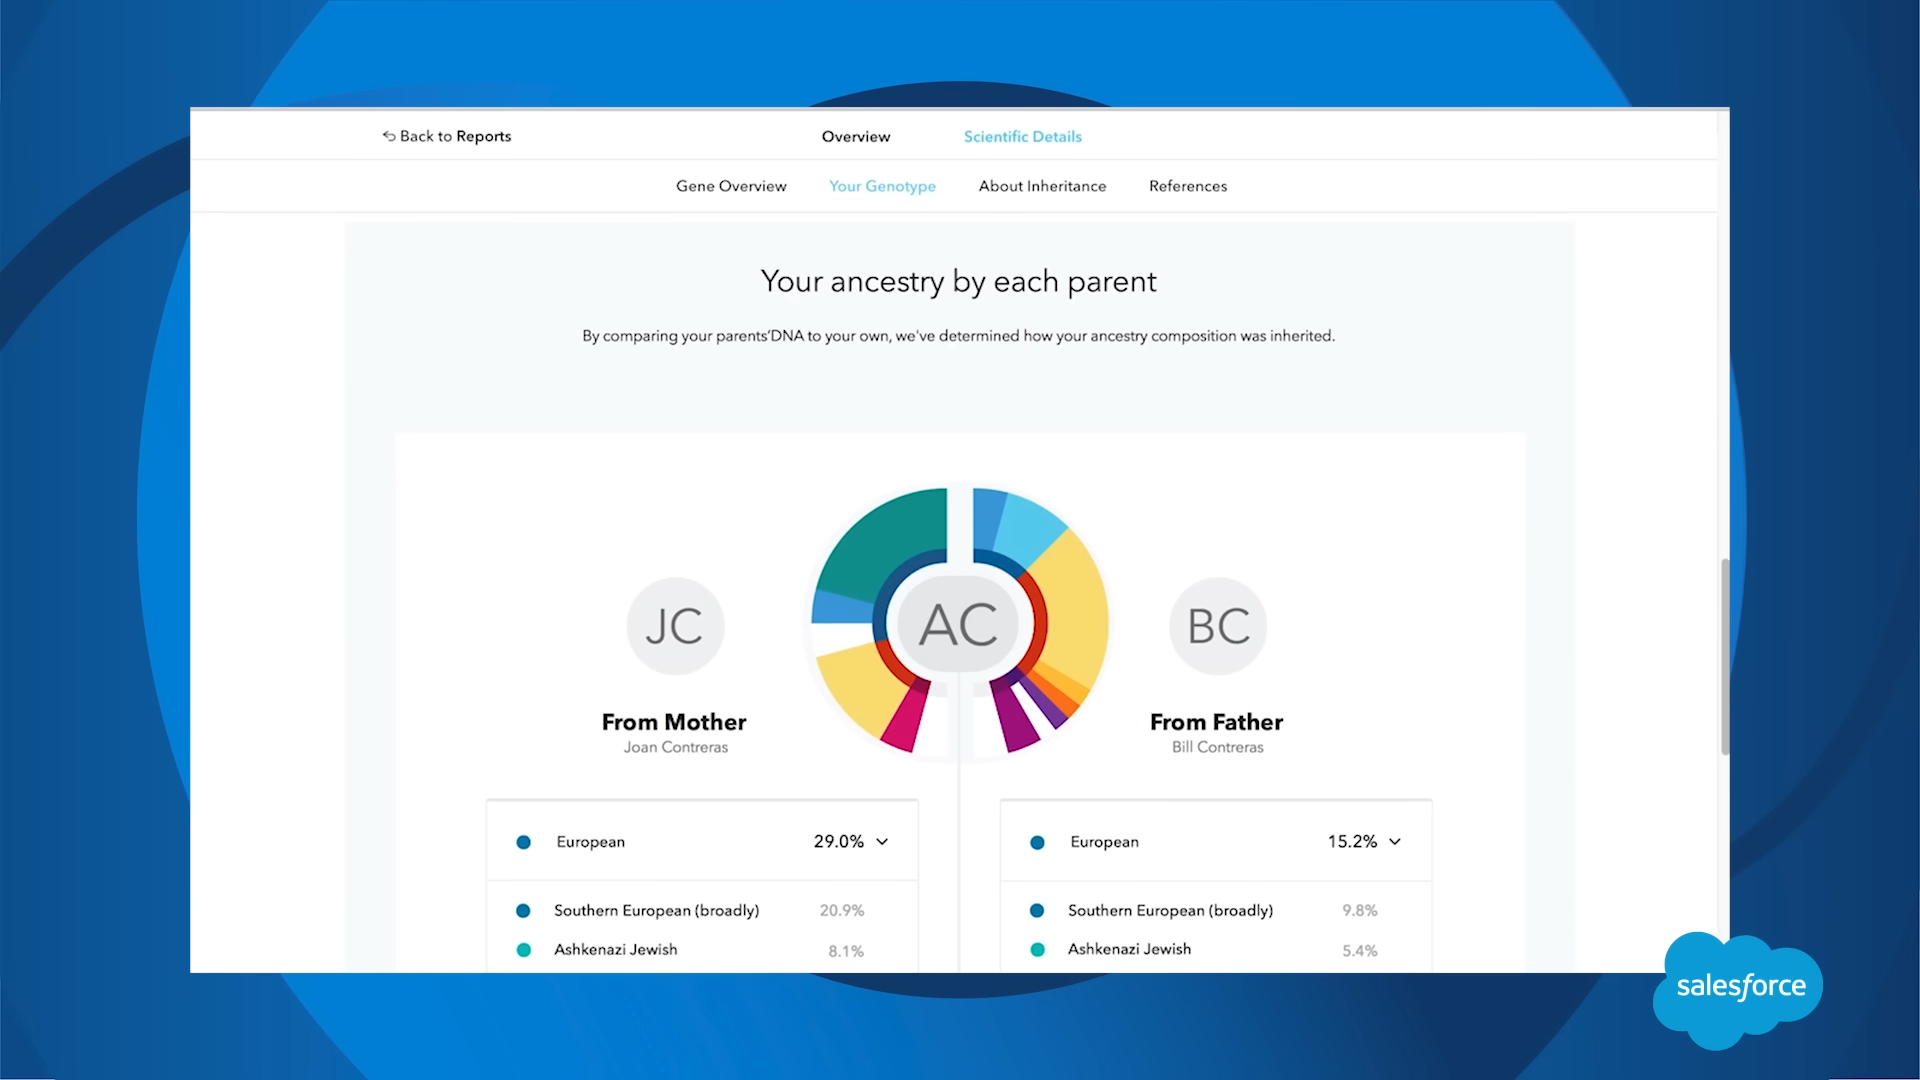 Back to Reports
Overview
Scientific Details
Gene Overview
Your Genotype
About Inheritance
References
Your ancestry by each parent
By comparing your parents'DNA to your own, we've determined how your ancestry composition was inherited.
JC
AC
BC
From Mother
Joan Contreras
From Father
Bill Contreras
European 29.0%
Southern European (broadly) 20.9%
Ashkenazi Jewish 8.1%
European 15.2%
Southern European (broadly) 9.8%
Ashkenazi Jewish 5.4%
salesforce